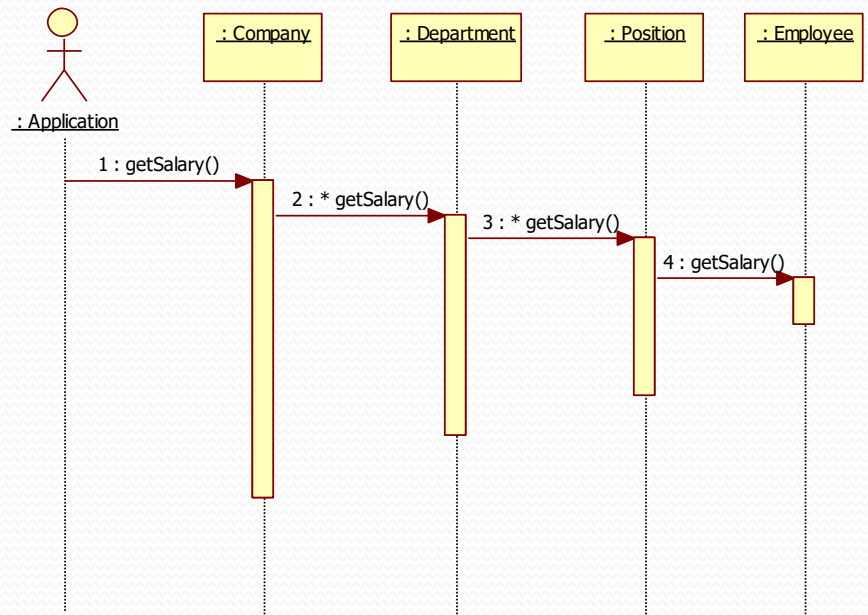 : Company
: Department
: Position
: Employee
: Application
1 : getSalary()
2 : * getSalary()
3 : * getSalary()
4 : getSalary()